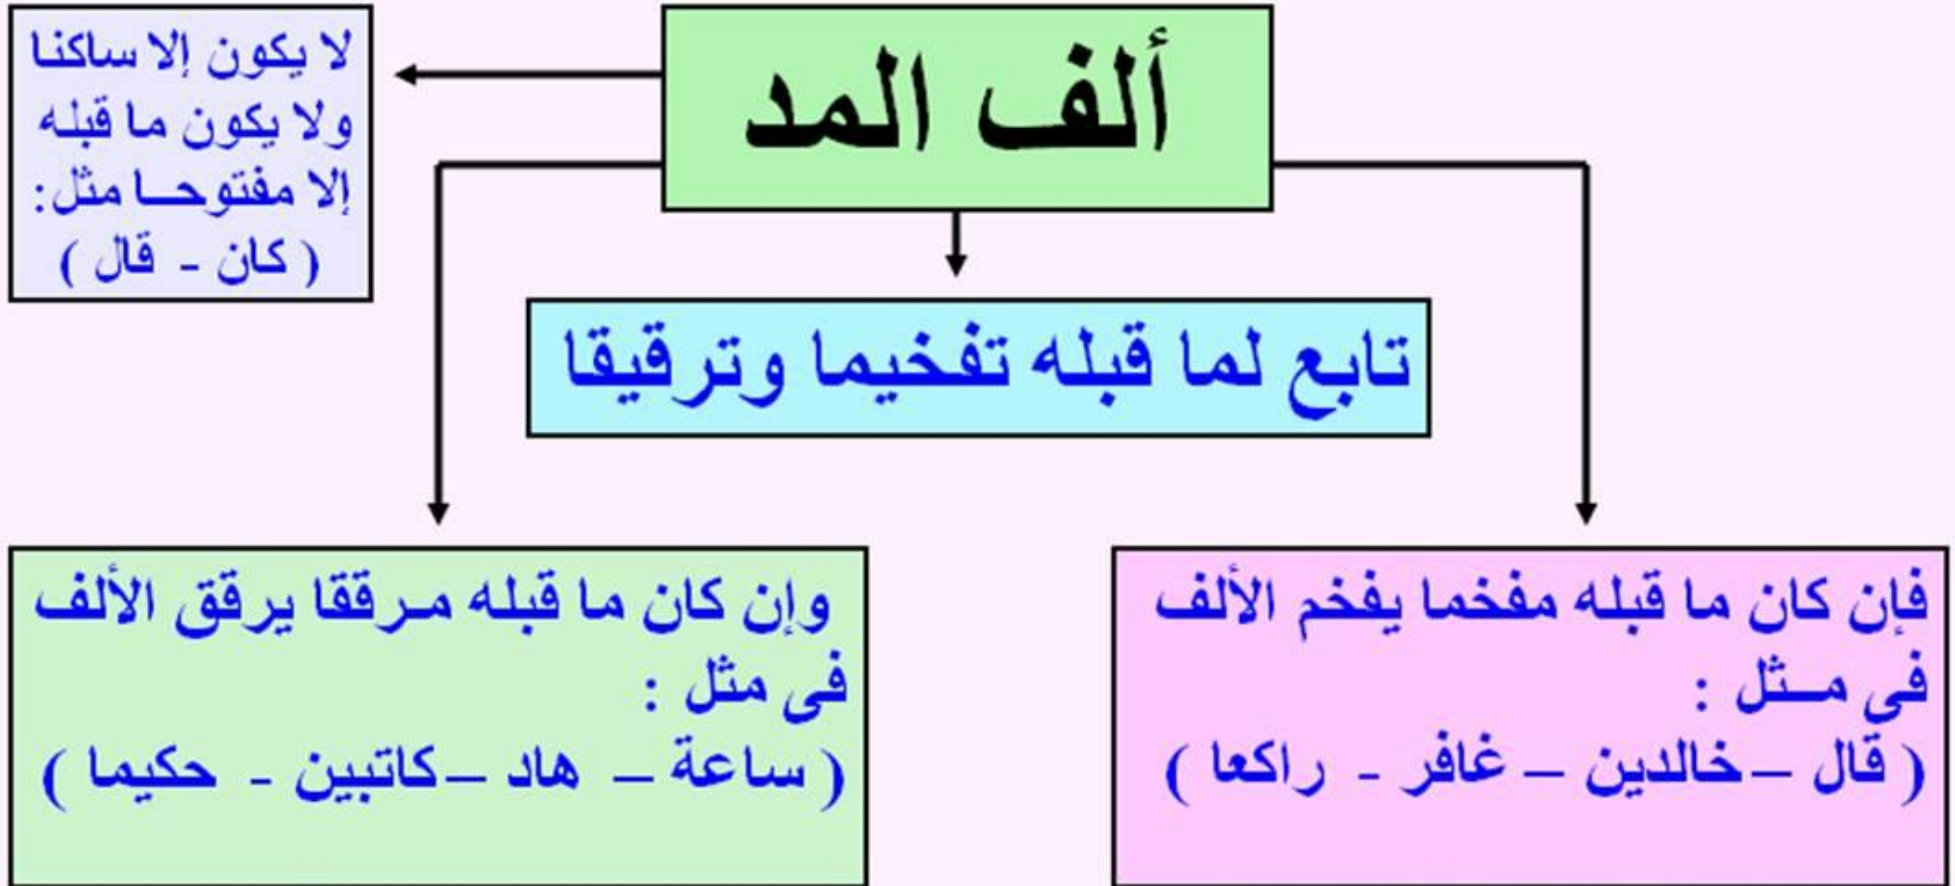 ألف المد
لا يكون إلا ساكنا
ولا يكون ما قبله
إلا مفتوحـــا مثل:
( كان - قال )
تابع لما قبله تفخيما وترقيقا
فإن كان ما قبله مفخما يفخم الألف
فى مـــثل :
( قال – خالدين – غافر - راكعا )
وإن كان ما قبله مـرققا يرقق الألف
فى مثل :
( ساعة – هاد – كاتبين - حكيما )